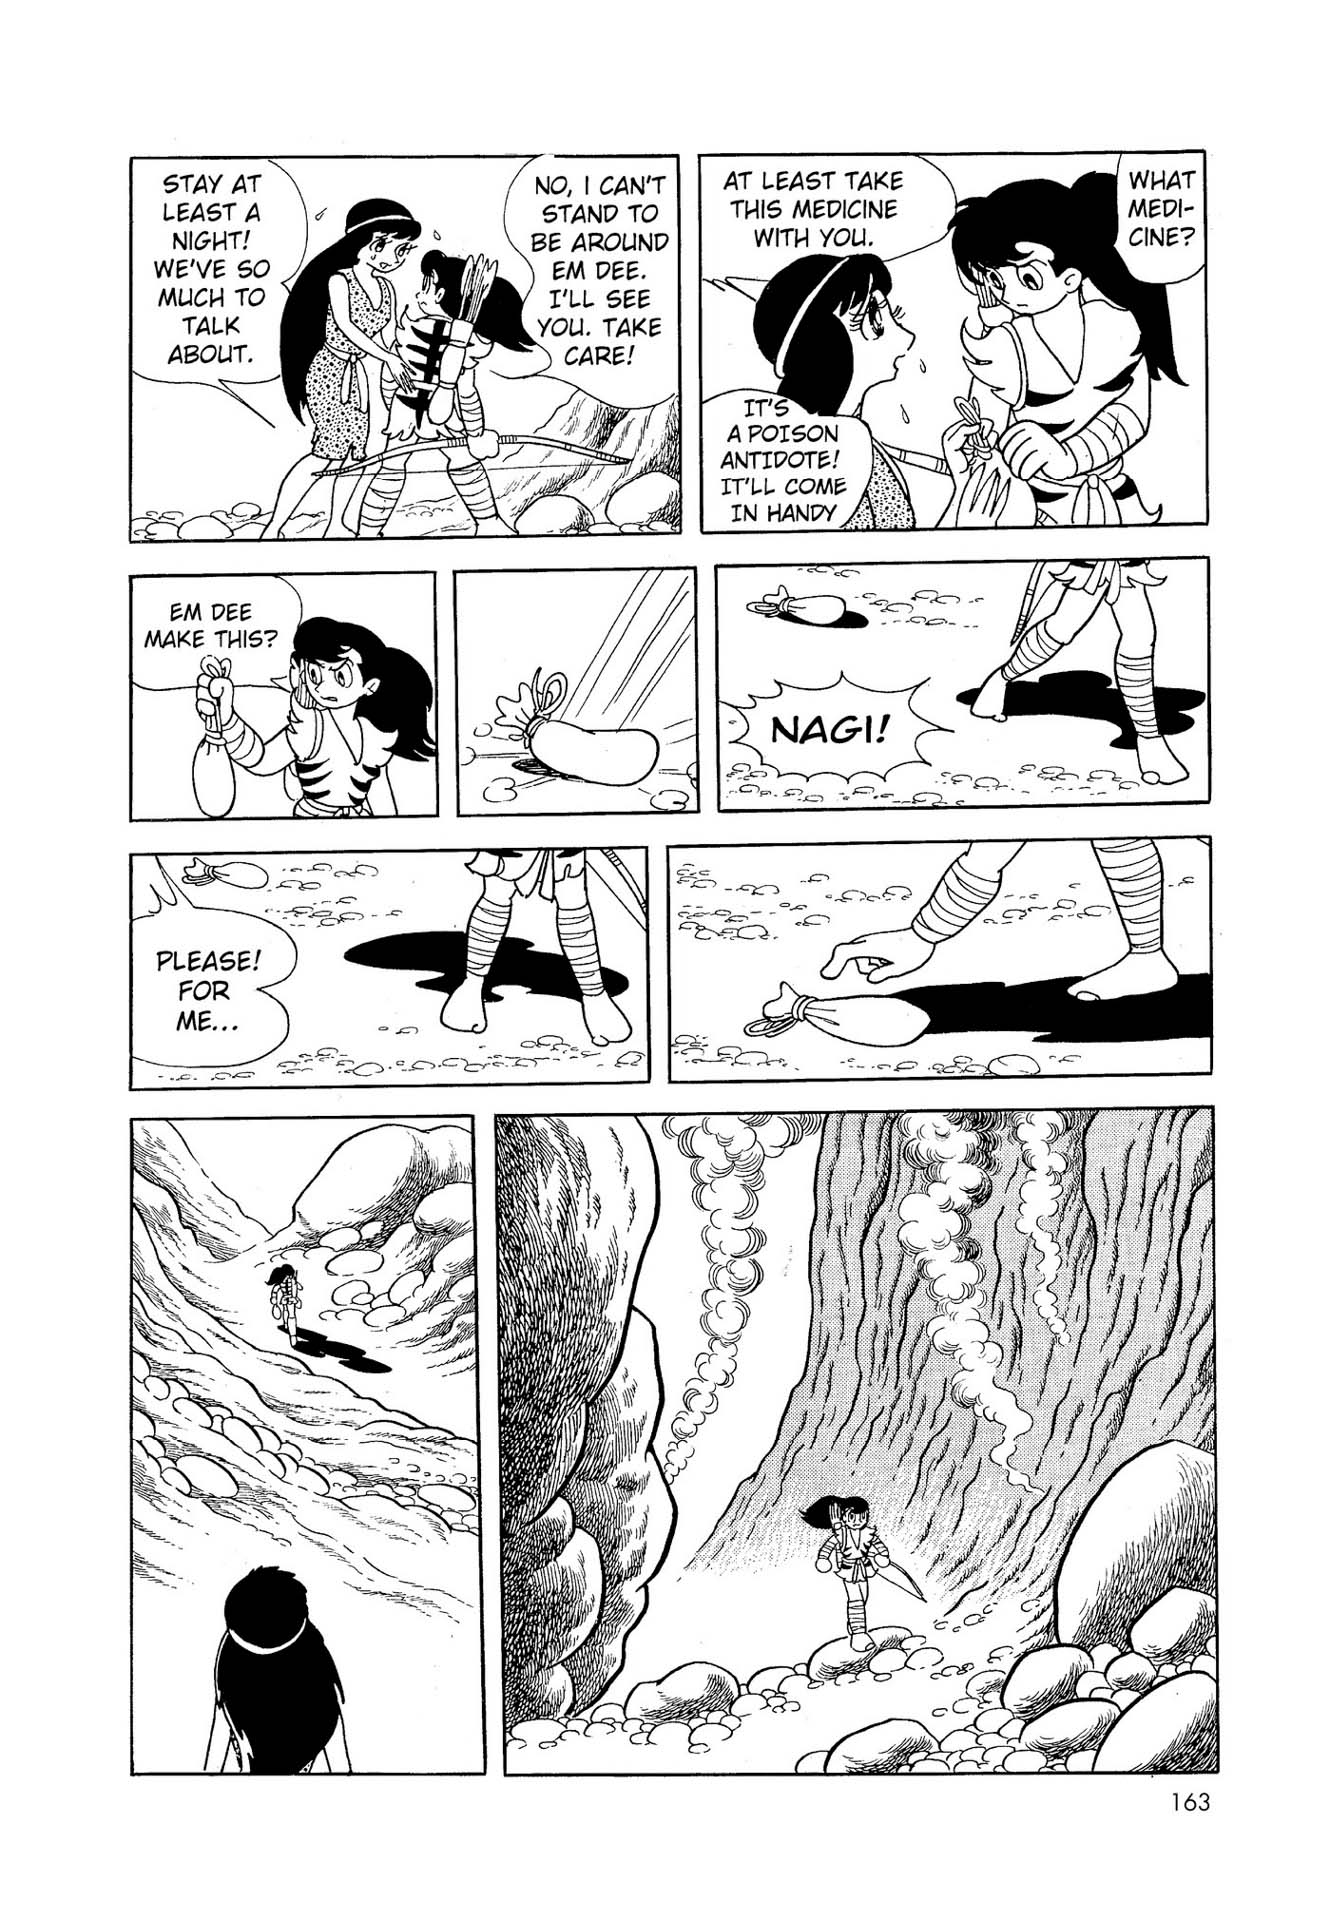 STAY AT
LEAST A
NIGHT!
WE'VE SO
MUCH TO
TALK
ABOUT.
NO, I CAN'T
STAND TO
BE AROUND
EM DEE.
I'LL SEE
YOU. TAKE
CARE!
AT LEAST TAKE
THIS MEDICINE
WITH YOU.
WHAT
MEDI-
CINE?
IT'S
A POISON
ANTIDOTE!
IT'LL COME
IN HANDY
EM DEE
MAKE THIS?
NAGI!
PLEASE!
FOR
ME...
163